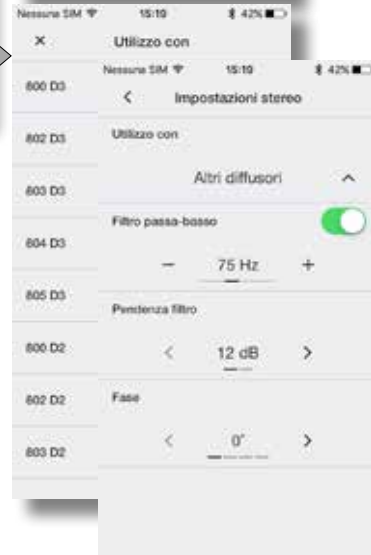 Nessuna SIM 15:19 42%
×
Utilizzo con
800 D3
802 D3
803 D3
804 D3
805 D3
800 D2
802 D2
803 D2
Nessuna SIM 15:19 42%
< Impostazioni stereo
Utilizzo con
Altri diffusori
Filtro passa-basso
− 75 Hz +
Pendenza filtro
< 12 dB >
Fase
< 0° >